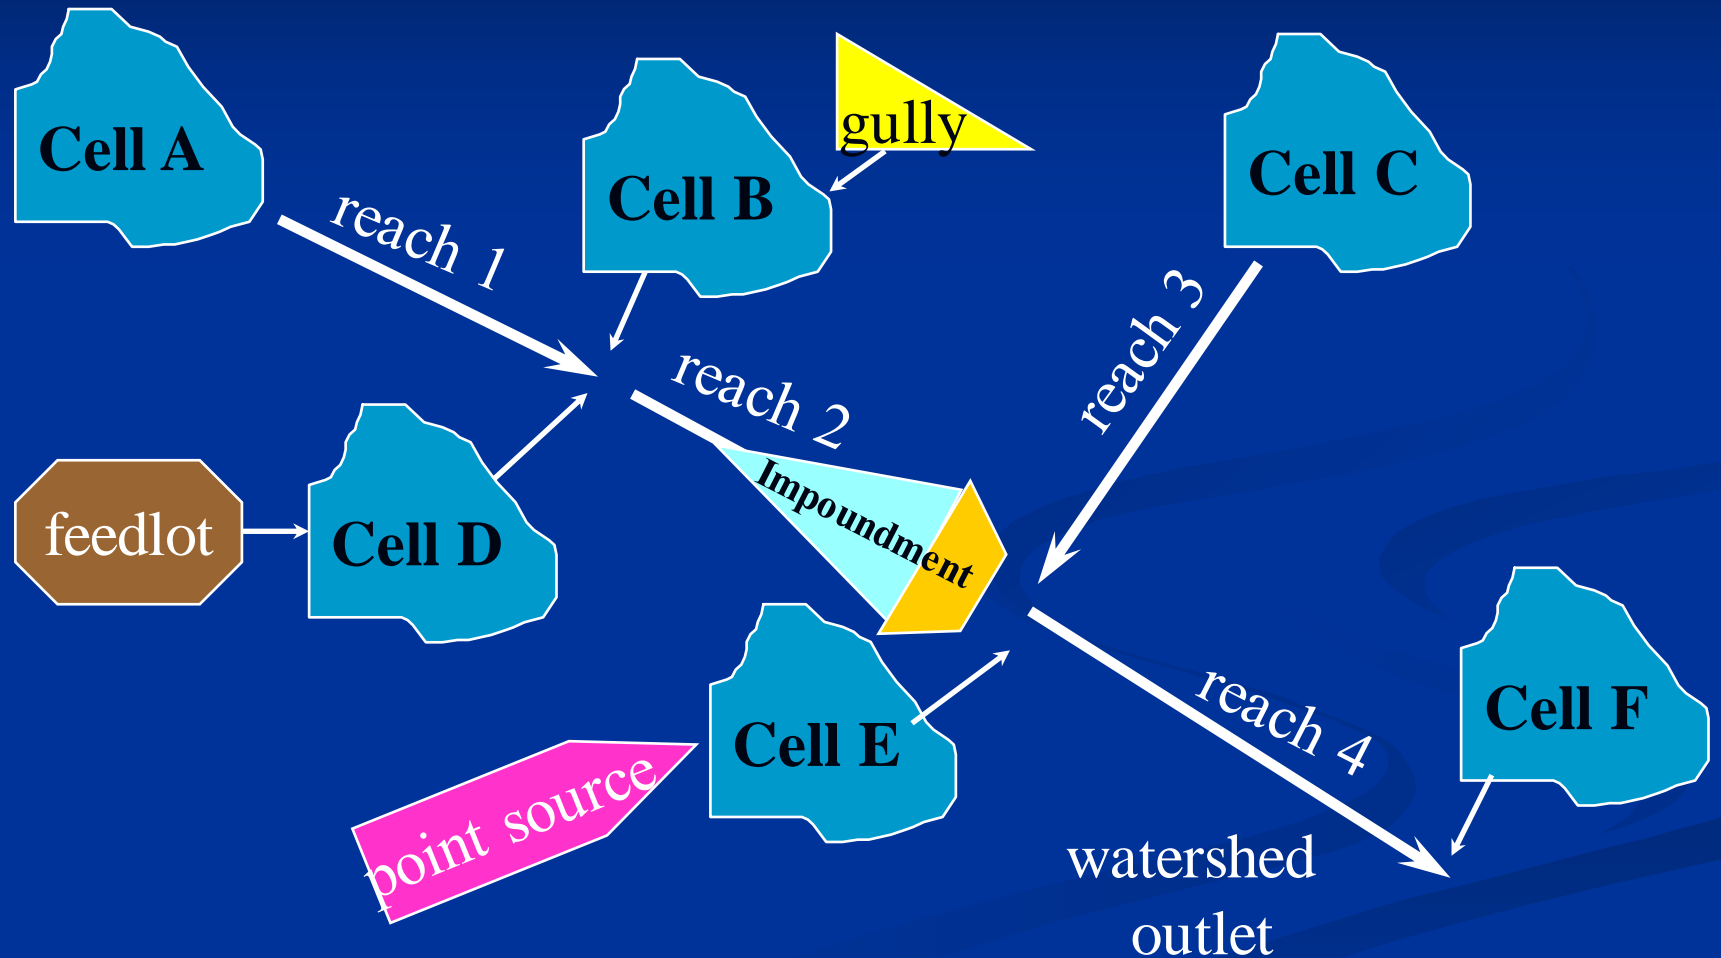 Cell A
Cell B
gully
Cell C
reach 1
reach 2
reach 3
feedlot
Cell D
Impoundment
Cell E
point source
reach 4
Cell F
watershed
outlet